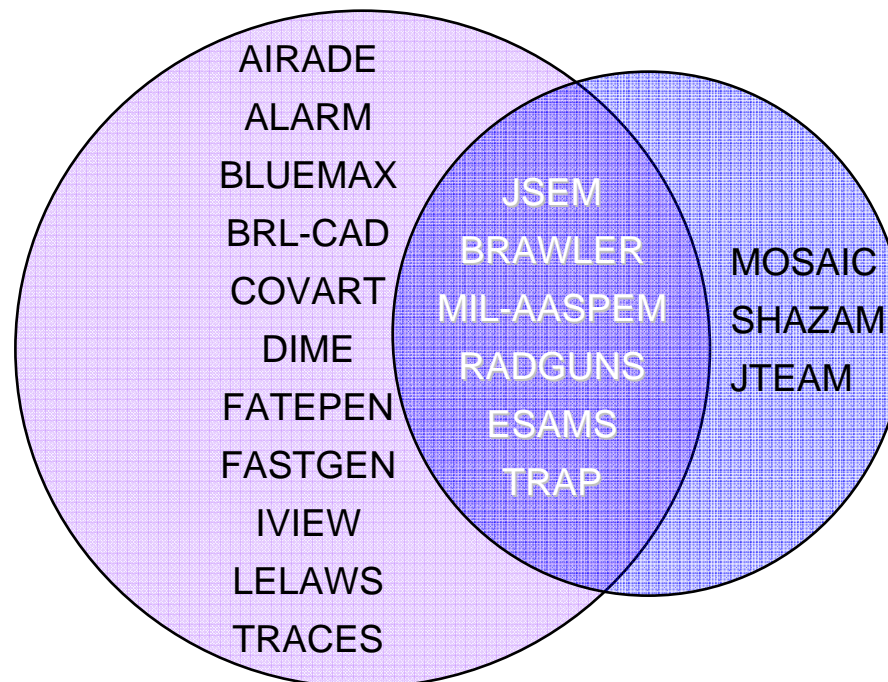 AIRADE
ALARM
BLUEMAX
BRL-CAD
COVART
DIME
FATEPEN
FASTGEN
IVIEW
LELAWS
TRACES
JSEM
BRAWLER
MIL-AASPEM
RADGUNS
ESAMS
TRAP
MOSAIC
SHAZAM
JTEAM